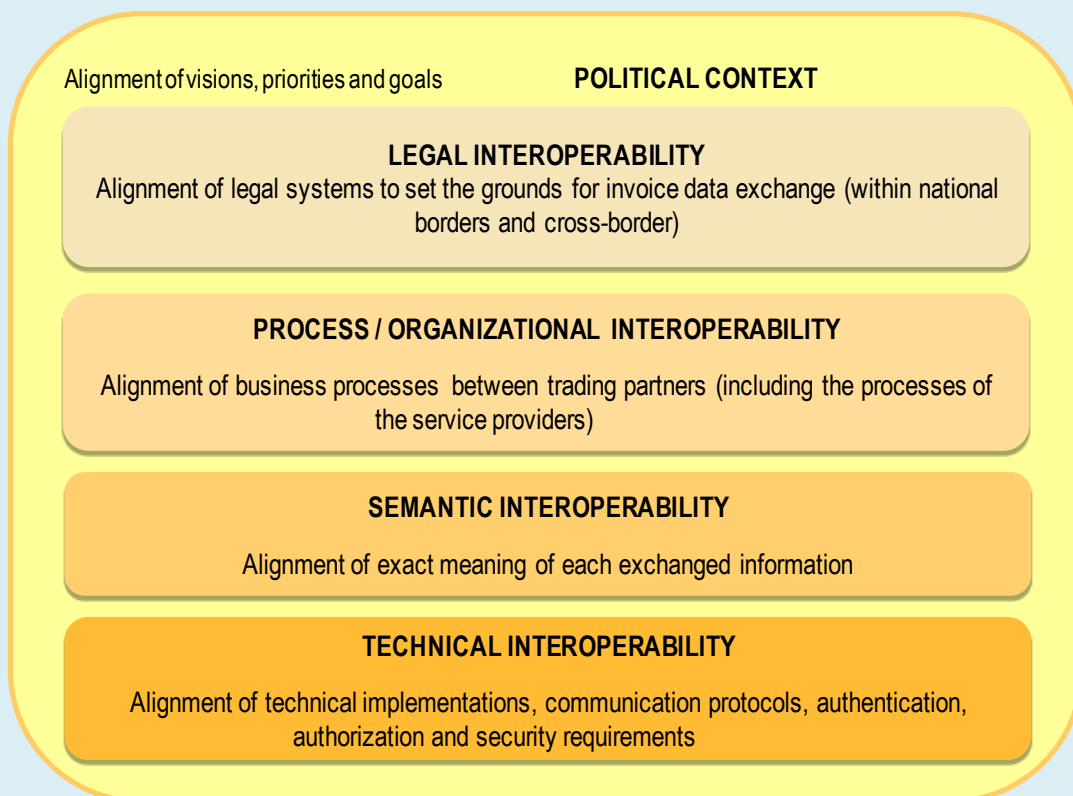 Alignment of visions, priorities and goals POLITICAL CONTEXT
LEGAL INTEROPERABILITY
Alignment of legal systems to set the grounds for invoice data exchange (within national
borders and cross-border)
PROCESS / ORGANIZATIONAL INTEROPERABILITY
Alignment of business processes between trading partners (including the processes of
the service providers)
SEMANTIC INTEROPERABILITY
Alignment of exact meaning of each exchanged information
TECHNICAL INTEROPERABILITY
Alignment of technical implementations, communication protocols, authentication,
authorization and security requirements